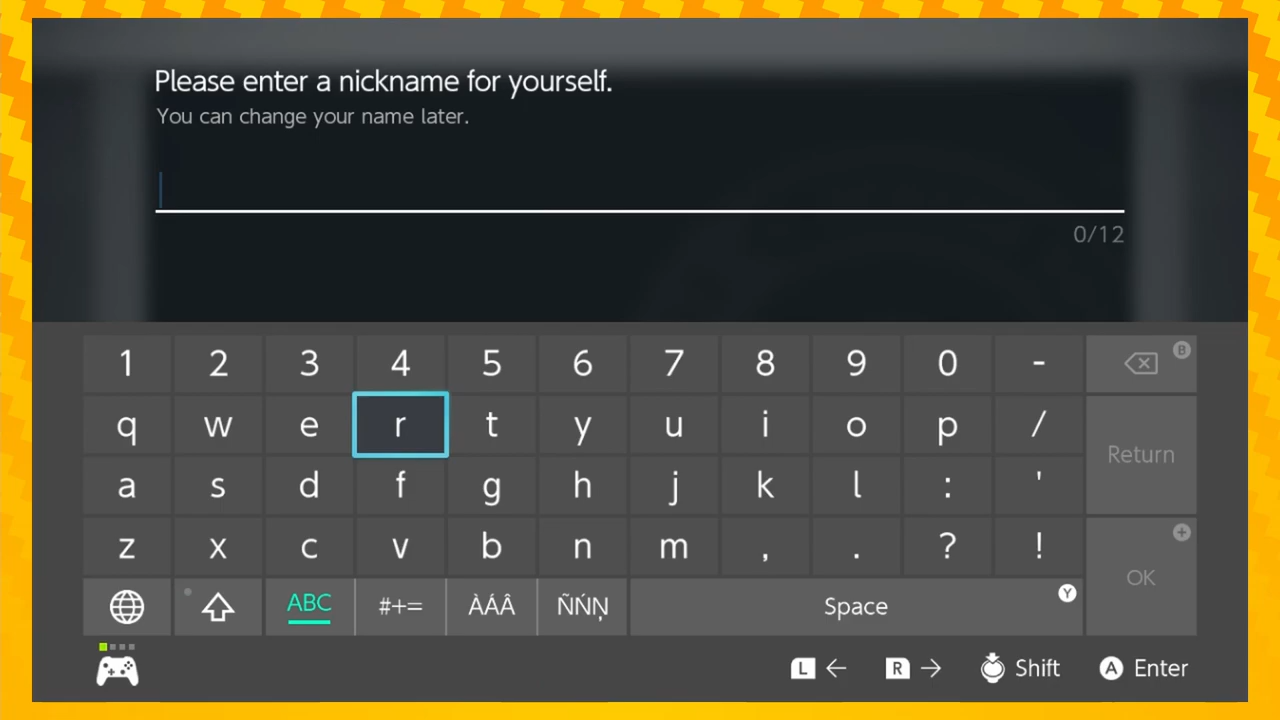 Please enter a nickname for yourself.
You can change your name later.
0/12
1 2 3 4 5 6 7 8 9 0 - B
q w e r t y u i o p /
Return
a s d f g h j k l : '
z x c v b n m , . ? ! +
OK
ABC #+= ÀÁÂ ÑŃŅ Space Y
L ← R → Shift A Enter